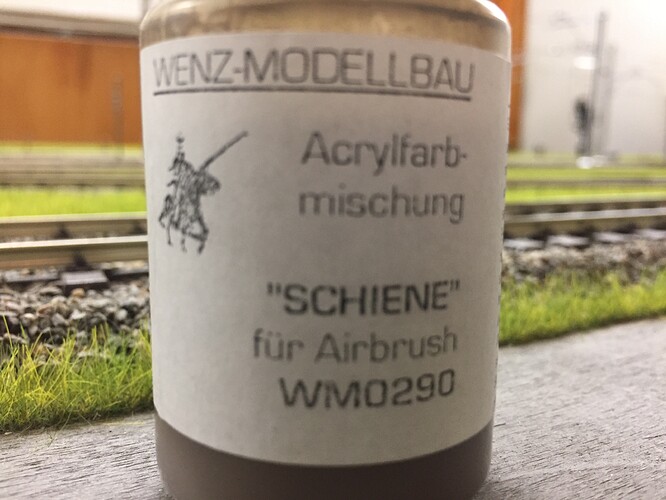 WENZ-MODELLBAU
Acrylfarb-
mischung
"SCHIENE"
für Airbrush
WM0290